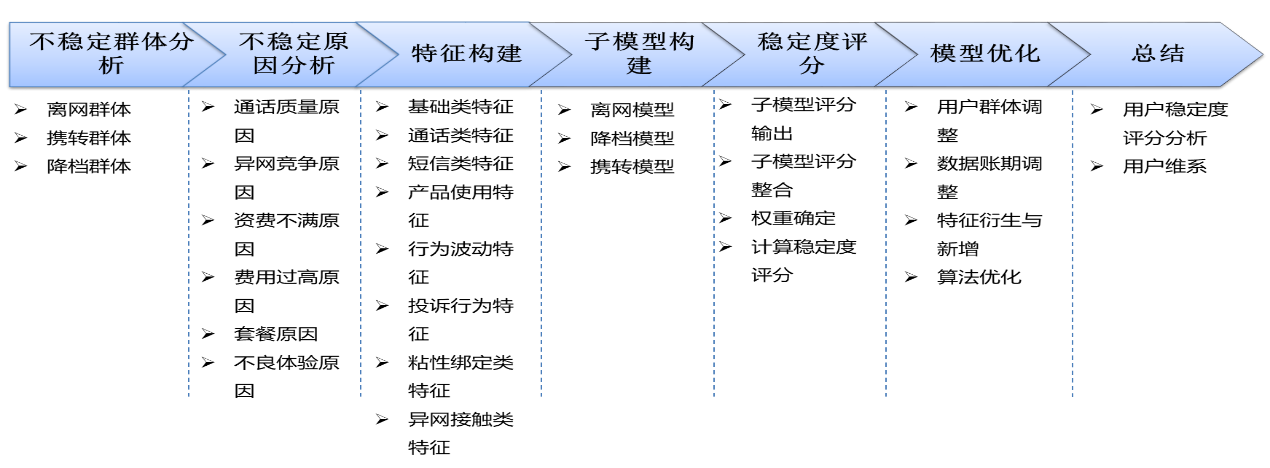 不稳定群体分
析
不稳定原
因分析
特征构建
子模型构
建
稳定度评
分
模型优化
总结
➢ 离网群体
➢ 携转群体
➢ 降档群体
➢ 通话质量原
因
➢ 异网竞争原
因
➢ 资费不满原
因
➢ 费用过高原
因
➢ 套餐原因
➢ 不良体验原
因
➢ 基础类特征
➢ 通话类特征
➢ 短信类特征
➢ 产品使用特
征
➢ 行为波动特
征
➢ 投诉行为特
征
➢ 粘性绑定类
特征
➢ 异网接触类
特征
➢ 离网模型
➢ 降档模型
➢ 携转模型
➢ 子模型评分
输出
➢ 子模型评分
整合
➢ 权重确定
➢ 计算稳定度
评分
➢ 用户群体调
整
➢ 数据账期调
整
➢ 特征衍生与
新增
➢ 算法优化
➢ 用户稳定度
评分分析
➢ 用户维系